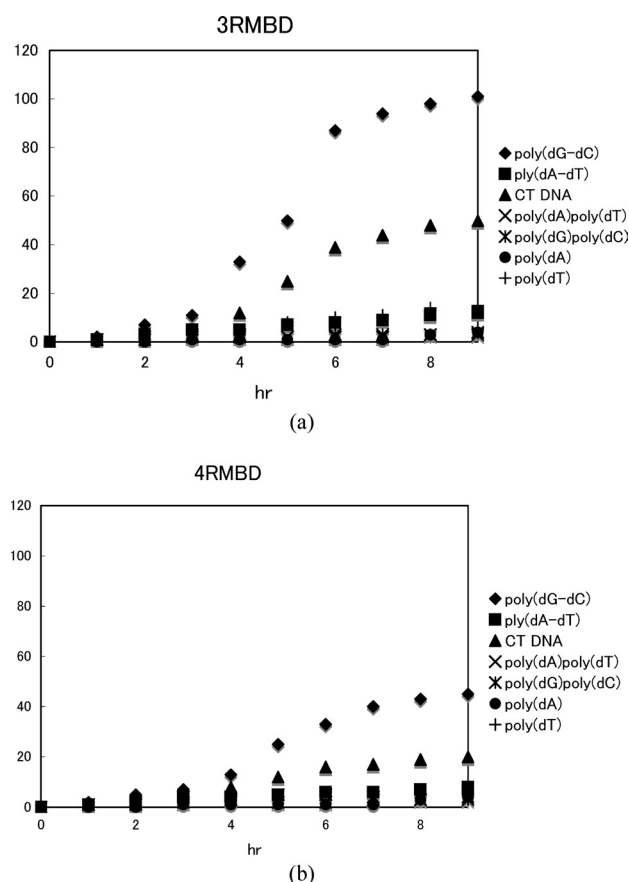 3RMBD
120
100
80
60
40
20
0
0 2 4 6 8
hr
poly(dG-dC)
ply(dA-dT)
CT DNA
poly(dA)poly(dT)
poly(dG)poly(dC)
poly(dA)
poly(dT)
(a)
4RMBD
120
100
80
60
40
20
0
0 2 4 6 8
hr
poly(dG-dC)
ply(dA-dT)
CT DNA
poly(dA)poly(dT)
poly(dG)poly(dC)
poly(dA)
poly(dT)
(b)